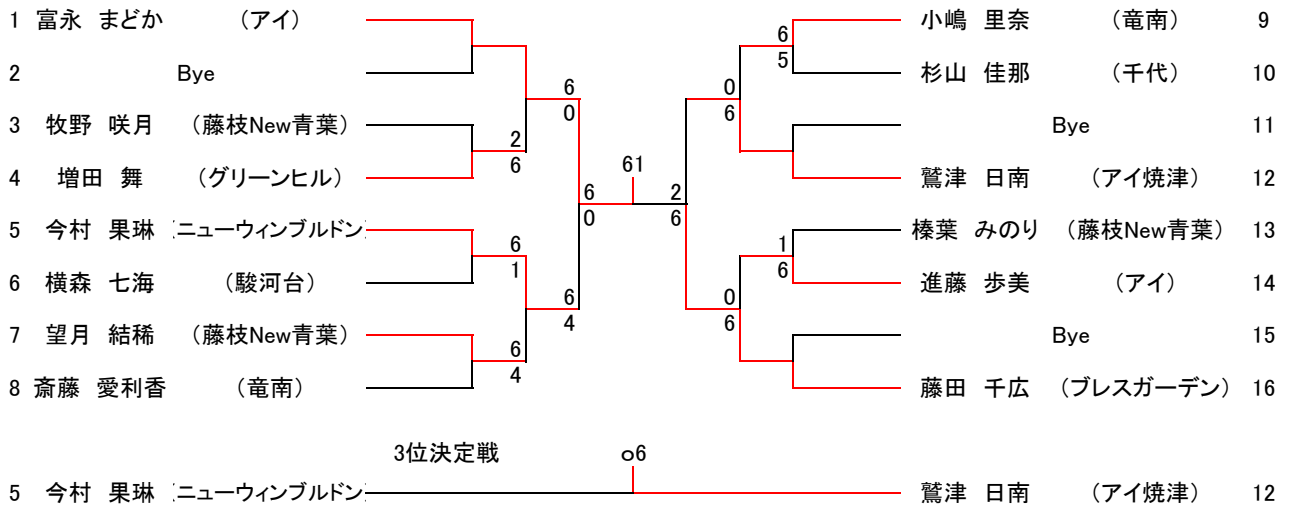 1 富永 まどか (アイ) 小嶋 里奈 (竜南) 9
6
5
2 Bye 杉山 佳那 (千代) 10
6 0
0 6
3 牧野 咲月 (藤枝New青葉) Bye 11
2
6
4 増田 舞 (グリーンヒル) 61 鷲津 日南 (アイ焼津) 12
6 2
0 6
5 今村 果琳 (ニューウィンブルドン) 榛葉 みのり (藤枝New青葉) 13
6 1
1 6
6 横森 七海 (駿河台) 進藤 歩美 (アイ) 14
6 0
4 6
7 望月 結稀 (藤枝New青葉) Bye 15
6
4
8 斎藤 愛利香 (竜南) 藤田 千広 (ブレスガーデン) 16
3位決定戦 o6
5 今村 果琳 (ニューウィンブルドン) 鷲津 日南 (アイ焼津) 12